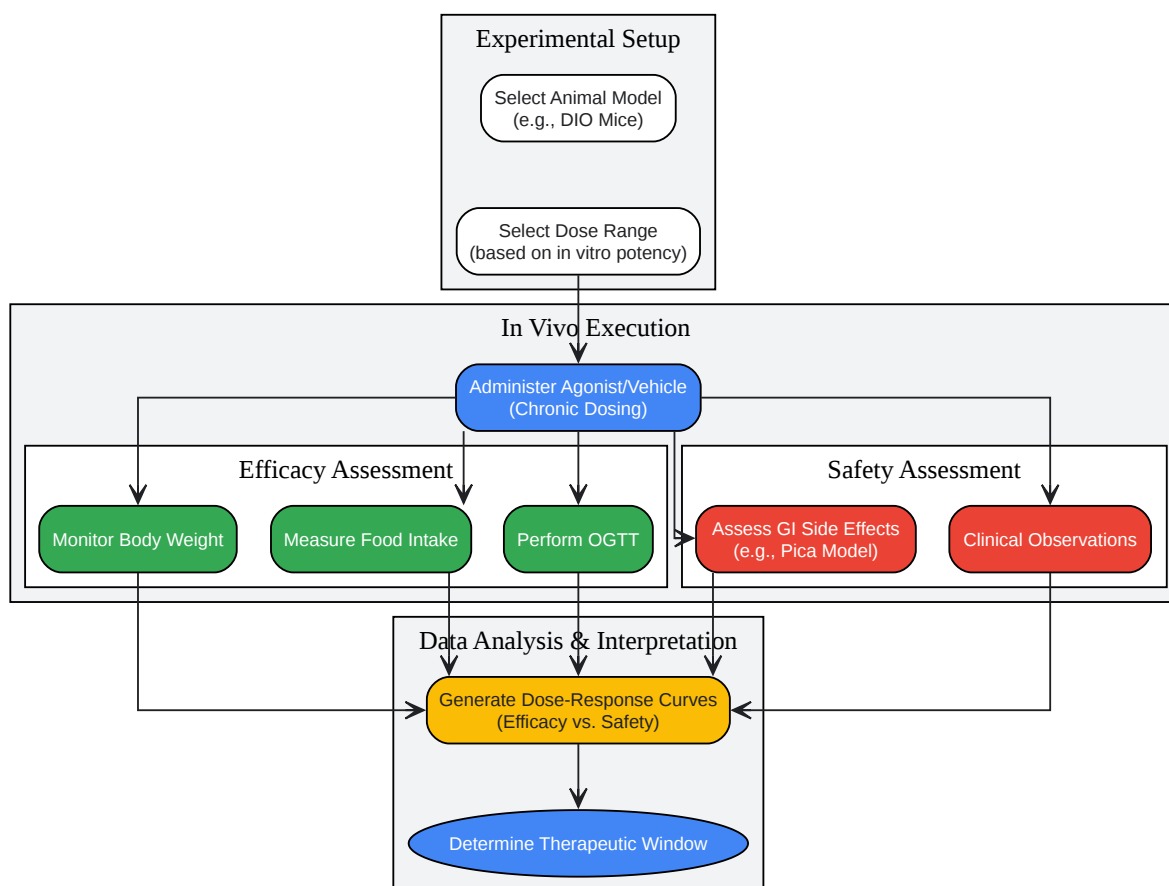 Experimental Setup
Select Animal Model
(e.g., DIO Mice)
Select Dose Range
(based on in vitro potency)
In Vivo Execution
Administer Agonist/Vehicle
(Chronic Dosing)
Efficacy Assessment
Safety Assessment
Monitor Body Weight
Measure Food Intake
Perform OGTT
Assess GI Side Effects
(e.g., Pica Model)
Clinical Observations
Data Analysis & Interpretation
Generate Dose-Response Curves
(Efficacy vs. Safety)
Determine Therapeutic Window